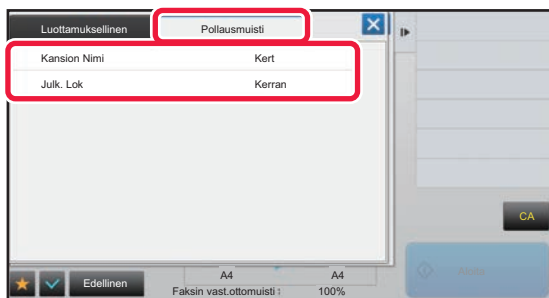 Luottamuksellinen Pollausmuisti
Kansion Nimi Kert
Julk. Lok Kerran
CA
A4 A4
Edellinen
Faksin vast.ottomuisti : 100%